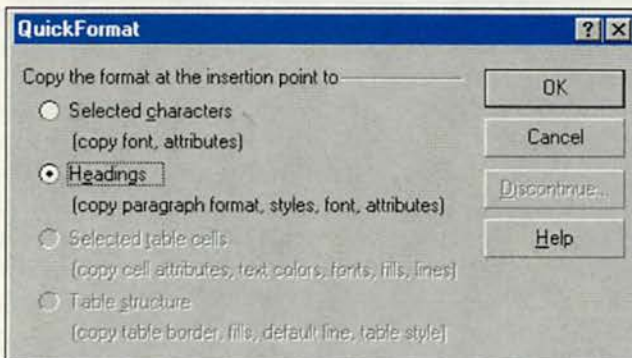 QuickFormat
Copy the format at the insertion point to
Selected characters
(copy font, attributes)
Headings
(copy paragraph format, styles, font, attributes)
Selected table cells
(copy cell attributes, text colors, fonts, fills, lines)
Table structure
(copy table border, fills, default line, table style)
OK
Cancel
Discontinue...
Help